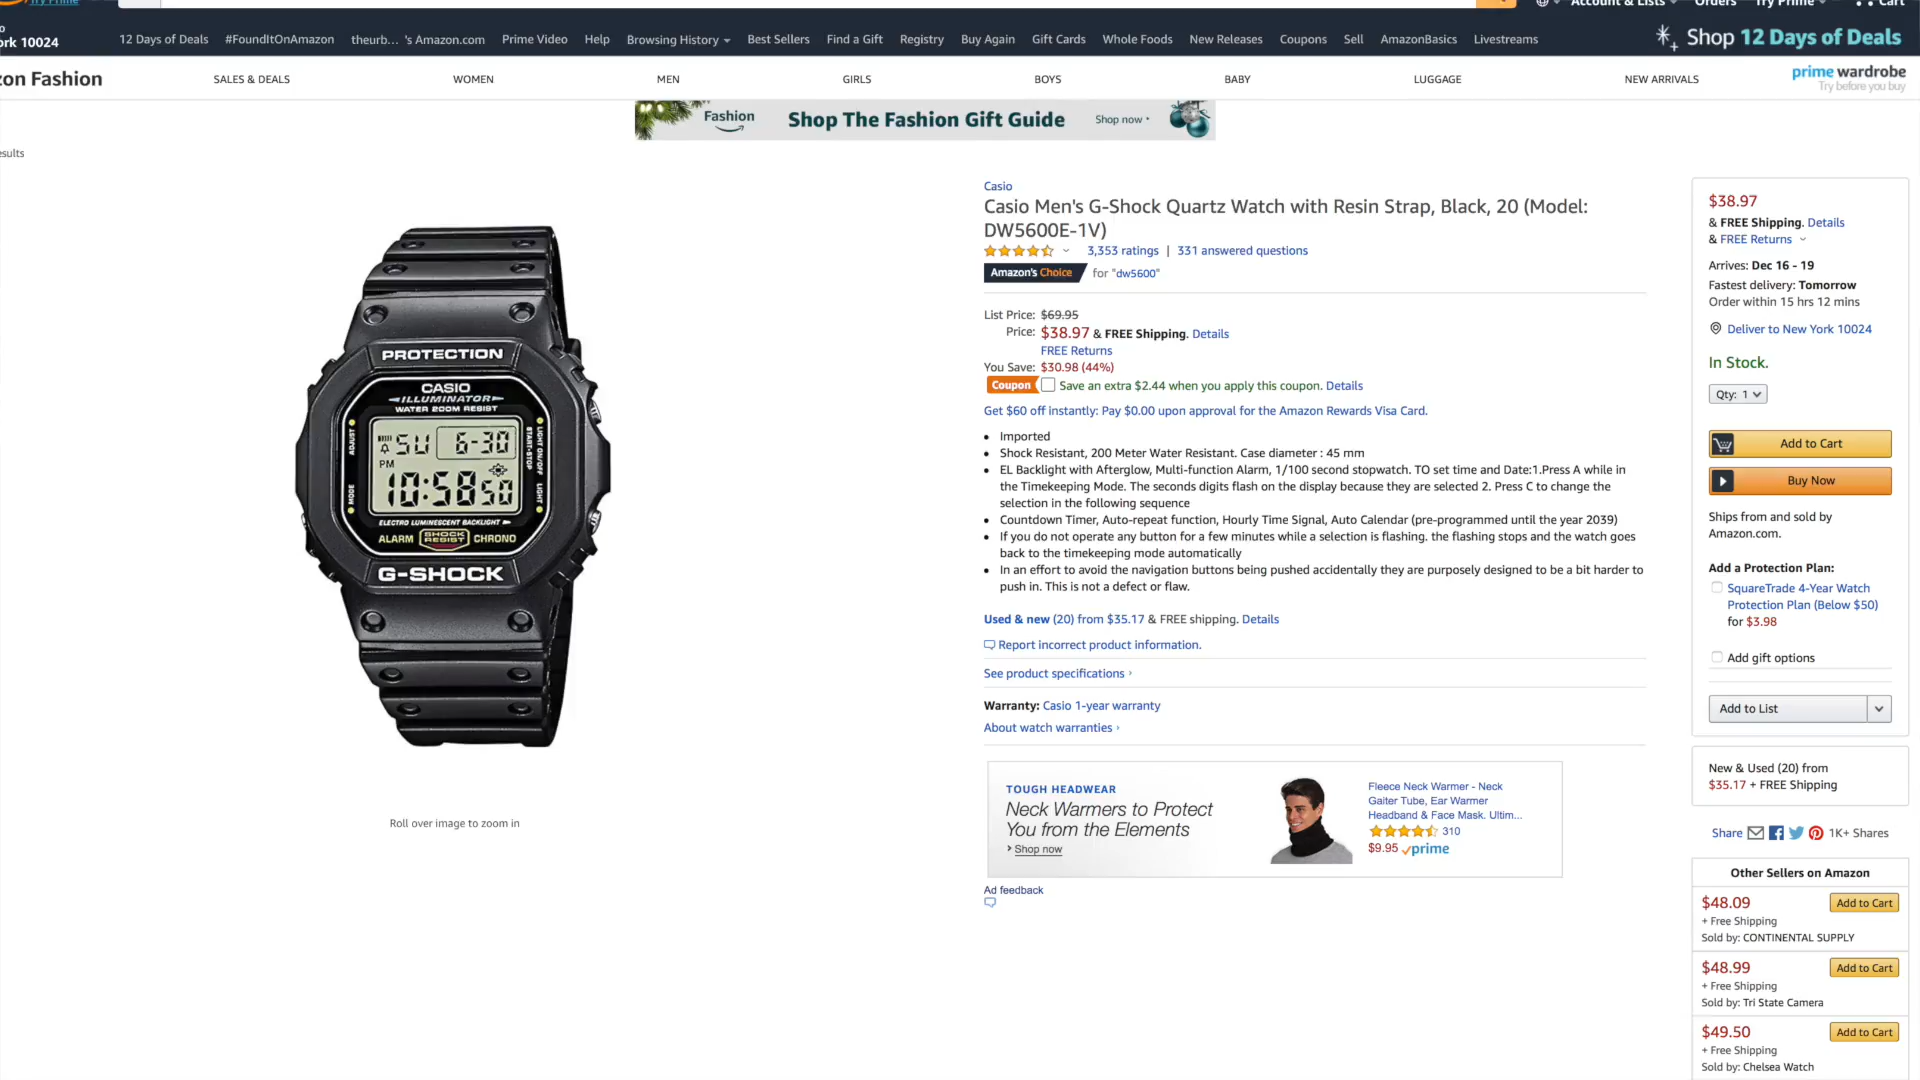 Try Prime
Account & Lists Orders Try Prime Cart
ork 10024
12 Days of Deals #FoundItOnAmazon theurb... 's Amazon.com Prime Video Help Browsing History Best Sellers Find a Gift Registry Buy Again Gift Cards Whole Foods New Releases Coupons Sell AmazonBasics Livestreams
Shop 12 Days of Deals
zon Fashion
SALES & DEALS WOMEN MEN GIRLS BOYS BABY LUGGAGE NEW ARRIVALS
prime wardrobe
Try before you buy
Fashion Shop The Fashion Gift Guide Shop now
esults
PROTECTION
CASIO
ILLUMINATOR
WATER 200M RESIST
ADJUST
MODE
LIGHT ON/OFF
START·STOP
LIGHT
SU 6-30
PM
10:58 50
ELECTRO LUMINESCENT BACKLIGHT
ALARM SHOCK RESIST CHRONO
G-SHOCK
Roll over image to zoom in
Casio
Casio Men's G-Shock Quartz Watch with Resin Strap, Black, 20 (Model:
DW5600E-1V)
3,353 ratings | 331 answered questions
Amazon's Choice for "dw5600"
List Price: $69.95
Price: $38.97 & FREE Shipping. Details
FREE Returns
You Save: $30.98 (44%)
Coupon Save an extra $2.44 when you apply this coupon. Details
Get $60 off instantly: Pay $0.00 upon approval for the Amazon Rewards Visa Card.
• Imported
• Shock Resistant, 200 Meter Water Resistant. Case diameter : 45 mm
• EL Backlight with Afterglow, Multi-function Alarm, 1/100 second stopwatch. TO set time and Date:1.Press A while in
the Timekeeping Mode. The seconds digits flash on the display because they are selected 2. Press C to change the
selection in the following sequence
• Countdown Timer, Auto-repeat function, Hourly Time Signal, Auto Calendar (pre-programmed until the year 2039)
• If you do not operate any button for a few minutes while a selection is flashing. the flashing stops and the watch goes
back to the timekeeping mode automatically
• In an effort to avoid the navigation buttons being pushed accidentally they are purposely designed to be a bit harder to
push in. This is not a defect or flaw.
Used & new (20) from $35.17 & FREE shipping. Details
Report incorrect product information.
See product specifications ›
Warranty: Casio 1-year warranty
About watch warranties ›
TOUGH HEADWEAR
Neck Warmers to Protect
You from the Elements
› Shop now
Fleece Neck Warmer - Neck
Gaiter Tube, Ear Warmer
Headband & Face Mask. Ultim...
310
$9.95 prime
Ad feedback
$38.97
& FREE Shipping. Details
& FREE Returns
Arrives: Dec 16 - 19
Fastest delivery: Tomorrow
Order within 15 hrs 12 mins
Deliver to New York 10024
In Stock.
Qty: 1
Add to Cart
Buy Now
Ships from and sold by
Amazon.com.
Add a Protection Plan:
SquareTrade 4-Year Watch
Protection Plan (Below $50)
for $3.98
Add gift options
Add to List
New & Used (20) from
$35.17 + FREE Shipping
Share 1K+ Shares
Other Sellers on Amazon
$48.09 Add to Cart
+ Free Shipping
Sold by: CONTINENTAL SUPPLY
$48.99 Add to Cart
+ Free Shipping
Sold by: Tri State Camera
$49.50 Add to Cart
+ Free Shipping
Sold by: Chelsea Watch